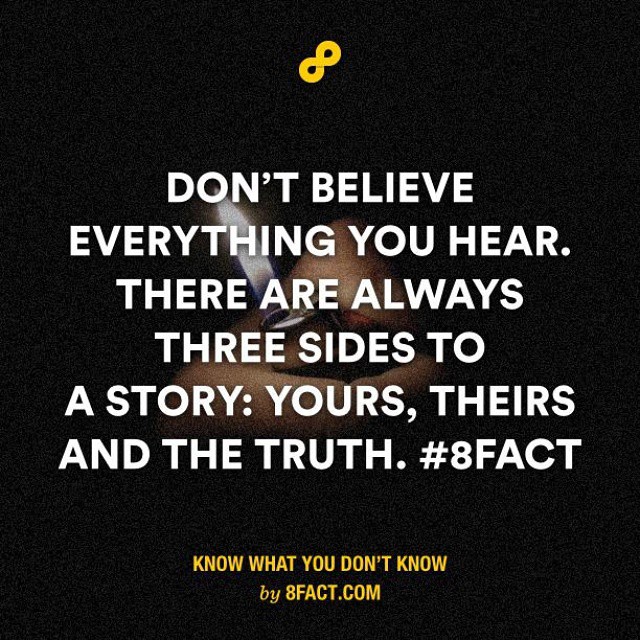 DON'T BELIEVE
EVERYTHING YOU HEAR.
THERE ARE ALWAYS
THREE SIDES TO
A STORY: YOURS, THEIRS
AND THE TRUTH. #8FACT
KNOW WHAT YOU DON'T KNOW
by 8FACT.COM